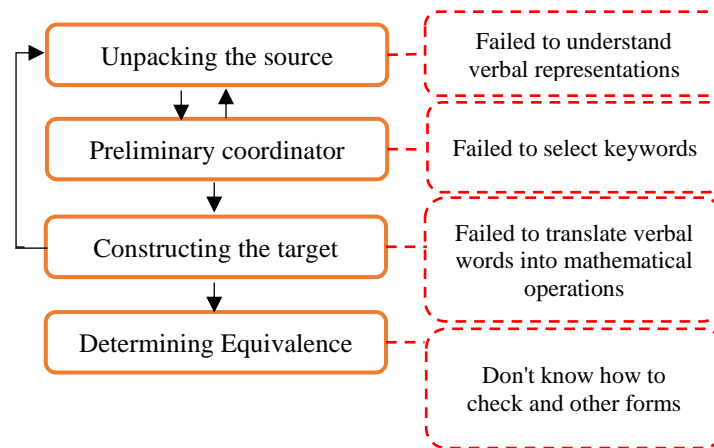 Unpacking the source
Failed to understand
verbal representations
Preliminary coordinator
Failed to select keywords
Constructing the target
Failed to translate verbal
words into mathematical
operations
Determining Equivalence
Don't know how to
check and other forms